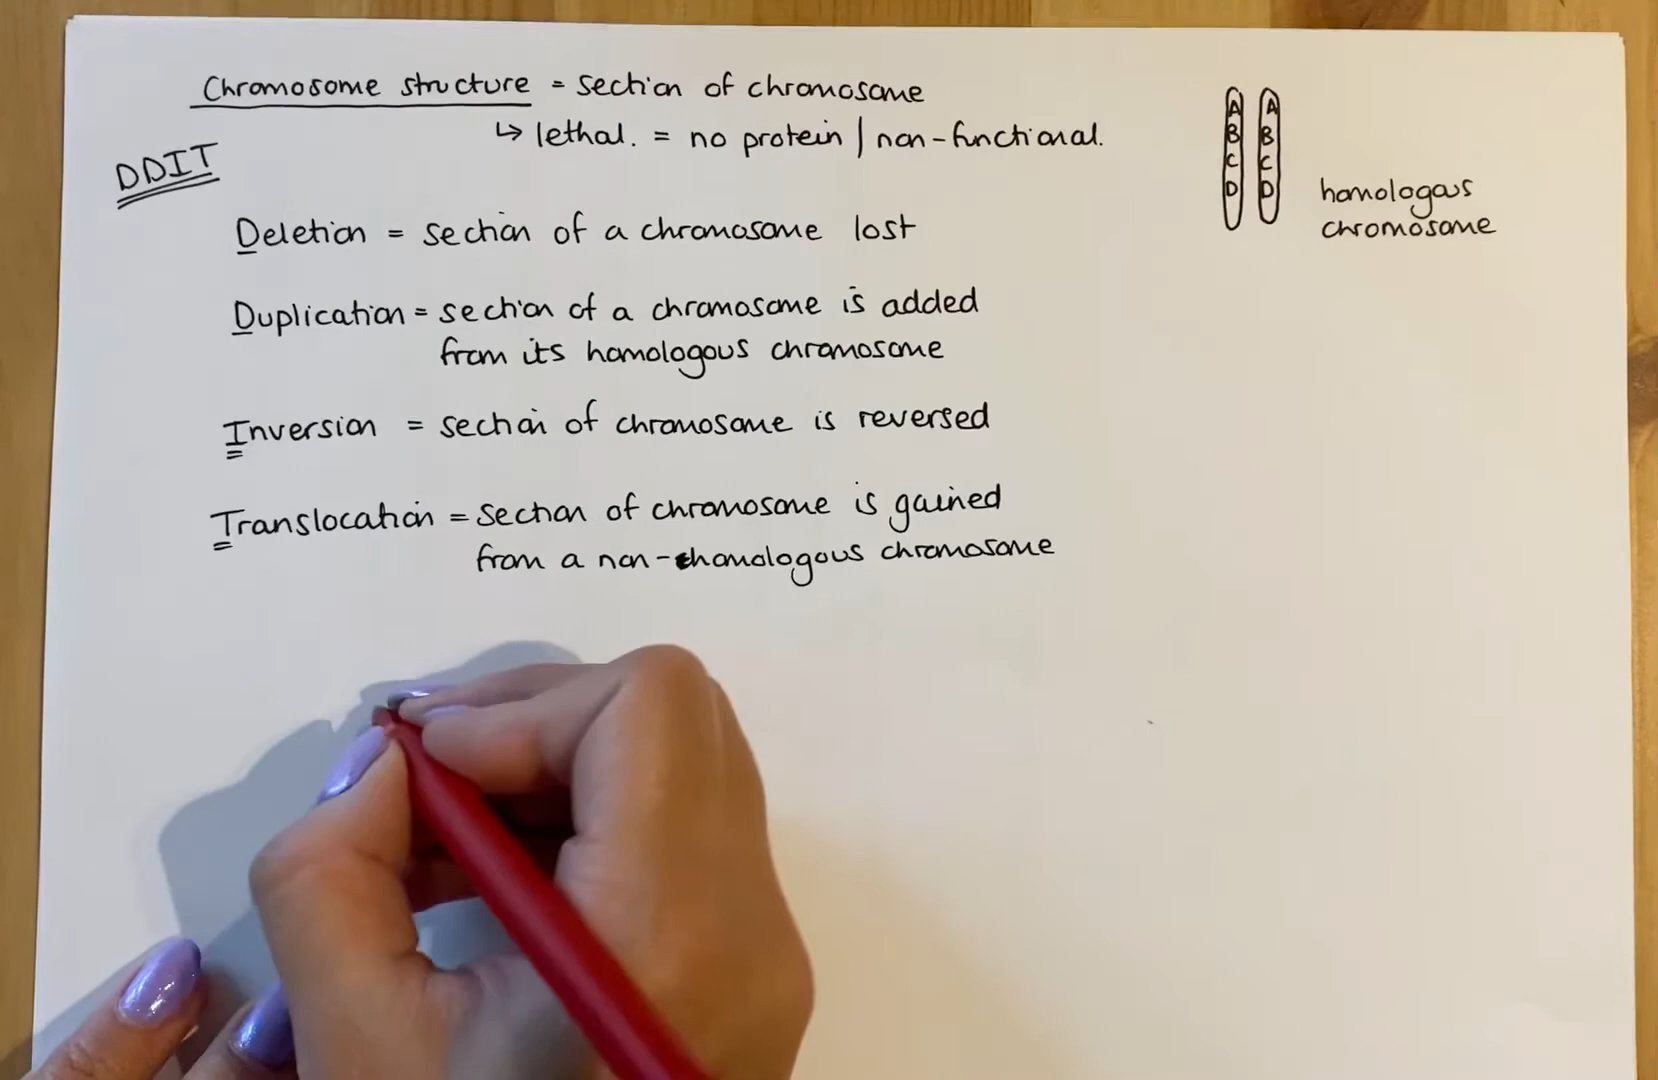 Chromosome structure = section of chromosome
↳ lethal. = no protein / non-functional.
DDIT
Deletion = section of a chromosome lost
Duplication = section of a chromosome is added
from its homologous chromosome
Inversion = section of chromosome is reversed
Translocation = section of chromosome is gained
from a non-homologous chromosome
A A
B B
C C
D D
homologous
chromosome